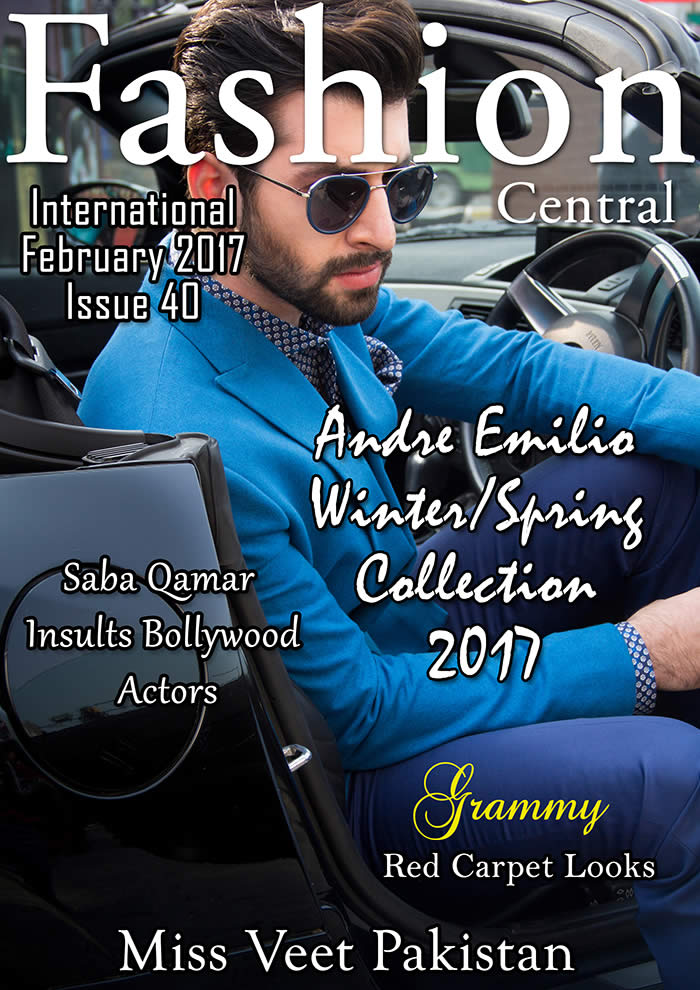 Fashion
Central
International
February 2017
Issue 40
Andre Emilio
Winter/Spring
Collection
2017
Saba Qamar
Insults Bollywood
Actors
Grammy
Red Carpet Looks
Miss Veet Pakistan